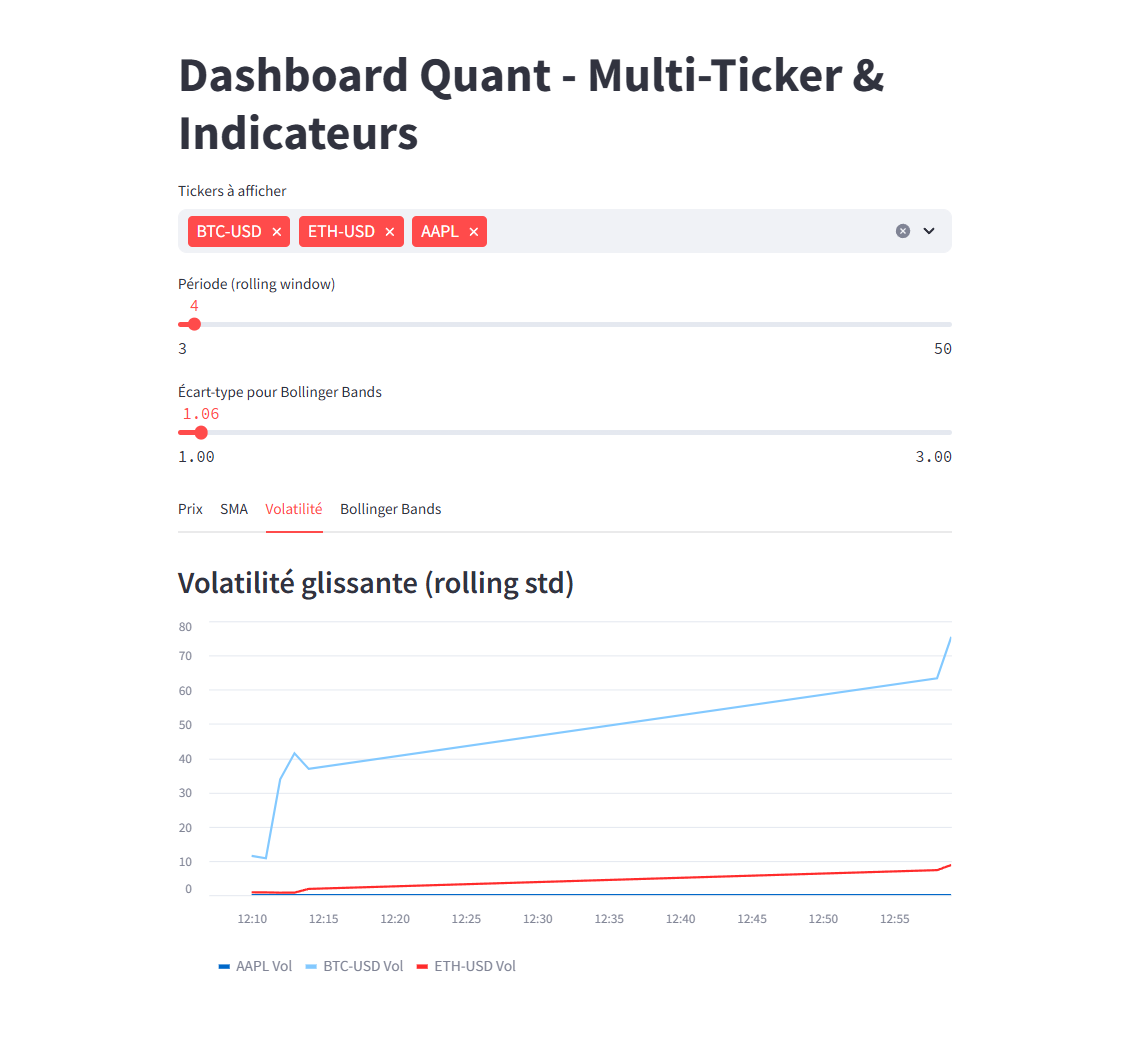 Dashboard Quant - Multi-Ticker &
Indicateurs
Tickers à afficher
BTC-USD
ETH-USD
AAPL
Période (rolling window)
4
3
50
Écart-type pour Bollinger Bands
1.06
1.00
3.00
Prix SMA Volatilité Bollinger Bands
Volatilité glissante (rolling std)
80
70
60
50
40
30
20
10
0
12:10 12:15 12:20 12:25 12:30 12:35 12:40 12:45 12:50 12:55
AAPL Vol BTC-USD Vol ETH-USD Vol